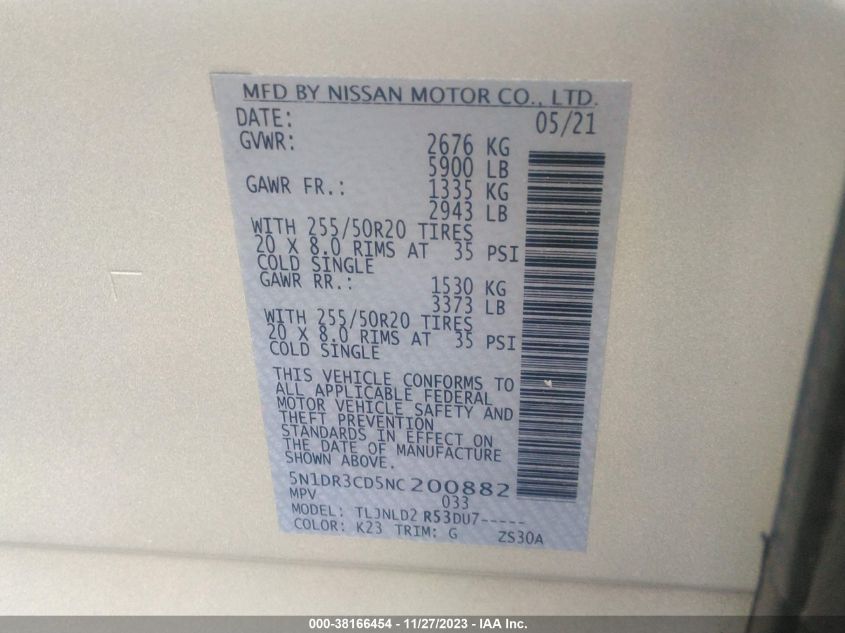 MFD BY NISSAN MOTOR CO., LTD.
DATE: 05/21
GVWR: 2676 KG
5900 LB
GAWR FR.: 1335 KG
2943 LB
WITH 255/50R20 TIRES
20 X 8.0 RIMS AT 35 PSI
COLD SINGLE
GAWR RR.: 1530 KG
3373 LB
WITH 255/50R20 TIRES
20 X 8.0 RIMS AT 35 PSI
COLD SINGLE
THIS VEHICLE CONFORMS TO
ALL APPLICABLE FEDERAL
MOTOR VEHICLE SAFETY AND
THEFT PREVENTION
STANDARDS IN EFFECT ON
THE DATE OF MANUFACTURE
SHOWN ABOVE.
5N1DR3CD5NC200882
MPV 033
MODEL: TLJNLD2 R53DU7-----
COLOR: K23 TRIM: G ZS30A
000-38166454 - 11/27/2023 - IAA Inc.